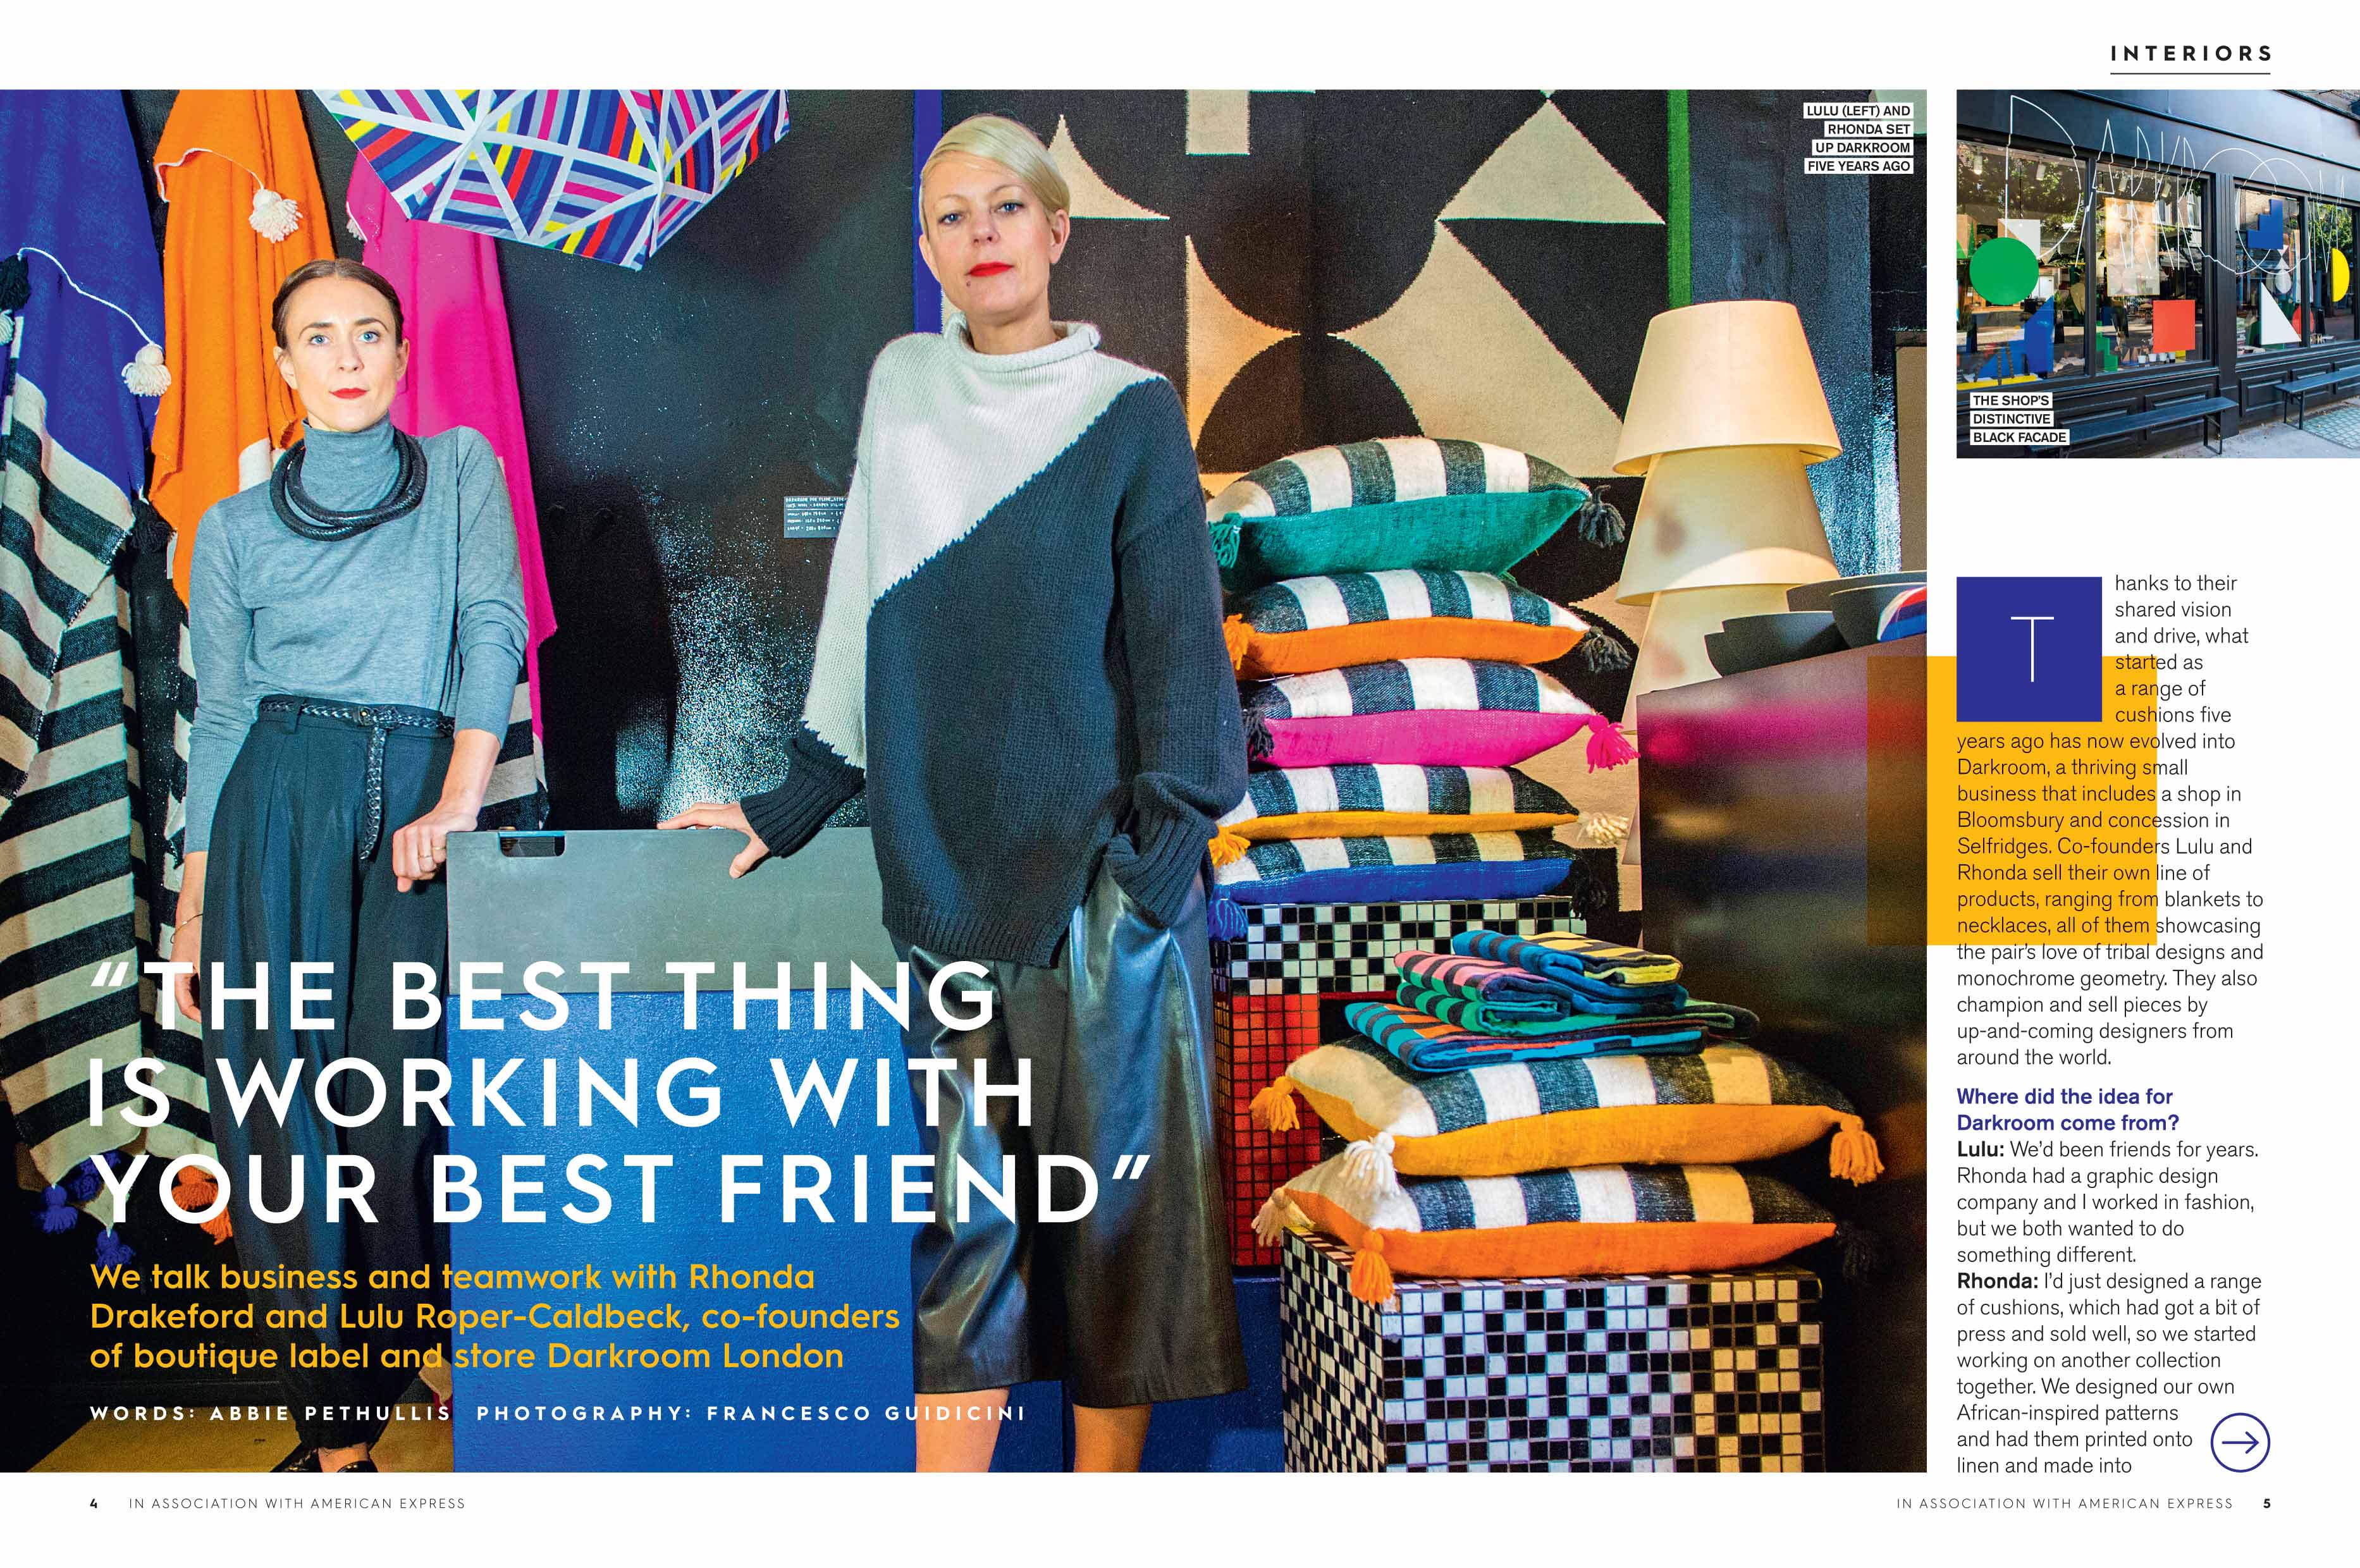 INTERIORS
LULU (LEFT) AND
RHONDA SET
UP DARKROOM
FIVE YEARS AGO
DARKROOM
THE SHOP'S
DISTINCTIVE
BLACK FACADE
“THE BEST THING
IS WORKING WITH
YOUR BEST FRIEND”
We talk business and teamwork with Rhonda
Drakeford and Lulu Roper-Caldbeck, co-founders
of boutique label and store Darkroom London
WORDS: ABBIE PETHULLIS PHOTOGRAPHY: FRANCESCO GUIDICINI
Thanks to their
shared vision
and drive, what
started as
a range of
cushions five
years ago has now evolved into
Darkroom, a thriving small
business that includes a shop in
Bloomsbury and concession in
Selfridges. Co-founders Lulu and
Rhonda sell their own line of
products, ranging from blankets to
necklaces, all of them showcasing
the pair’s love of tribal designs and
monochrome geometry. They also
champion and sell pieces by
up-and-coming designers from
around the world.
Where did the idea for
Darkroom come from?
Lulu: We’d been friends for years.
Rhonda had a graphic design
company and I worked in fashion,
but we both wanted to do
something different.
Rhonda: I’d just designed a range
of cushions, which had got a bit of
press and sold well, so we started
working on another collection
together. We designed our own
African-inspired patterns
and had them printed onto
linen and made into
4 IN ASSOCIATION WITH AMERICAN EXPRESS
IN ASSOCIATION WITH AMERICAN EXPRESS 5